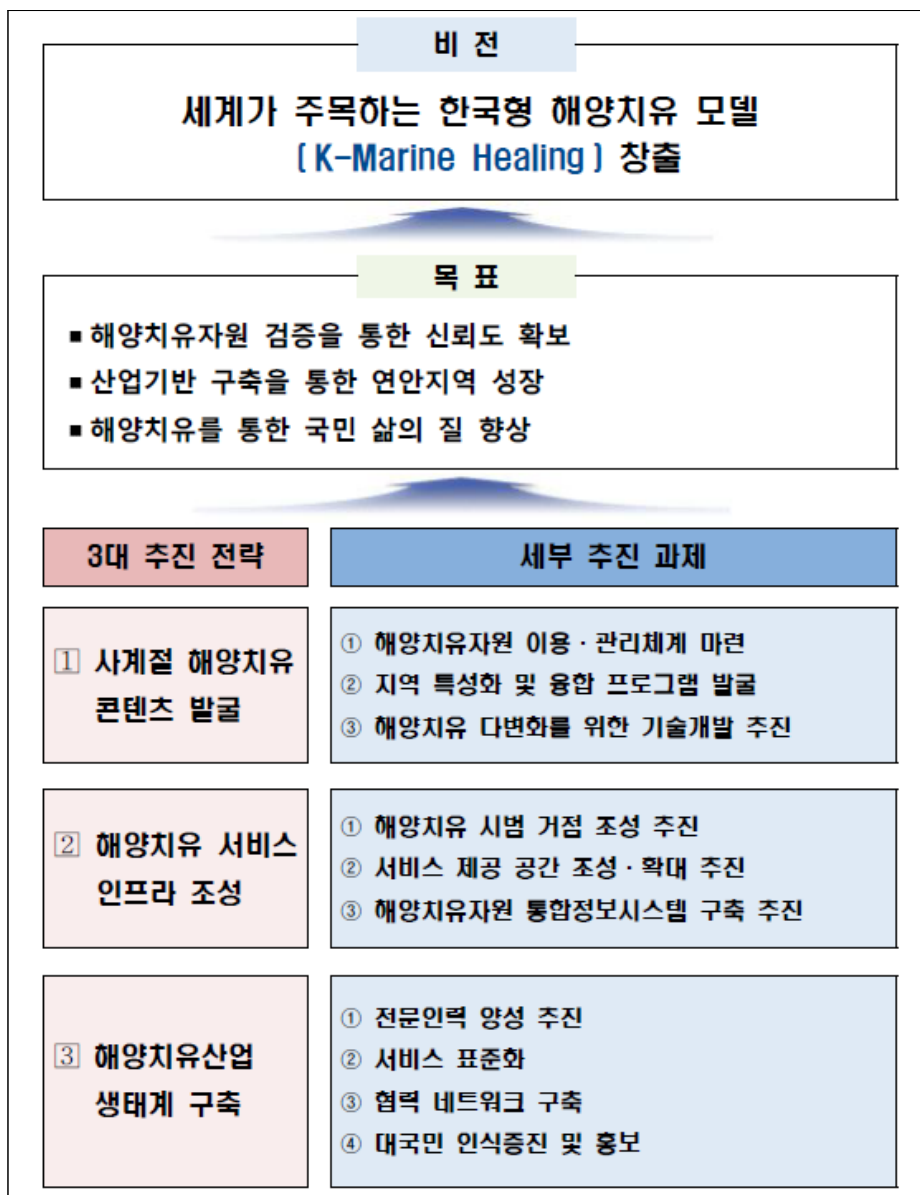 비 전
세계가 주목하는 한국형 해양치유 모델
( K-Marine Healing ) 창출
목 표
▪ 해양치유자원 검증을 통한 신뢰도 확보
▪ 산업기반 구축을 통한 연안지역 성장
▪ 해양치유를 통한 국민 삶의 질 향상
3대 추진 전략
세부 추진 과제
1 사계절 해양치유
콘텐츠 발굴
① 해양치유자원 이용·관리체계 마련
② 지역 특성화 및 융합 프로그램 발굴
③ 해양치유 다변화를 위한 기술개발 추진
2 해양치유 서비스
인프라 조성
① 해양치유 시범 거점 조성 추진
② 서비스 제공 공간 조성·확대 추진
③ 해양치유자원 통합정보시스템 구축 추진
3 해양치유산업
생태계 구축
① 전문인력 양성 추진
② 서비스 표준화
③ 협력 네트워크 구축
④ 대국민 인식증진 및 홍보